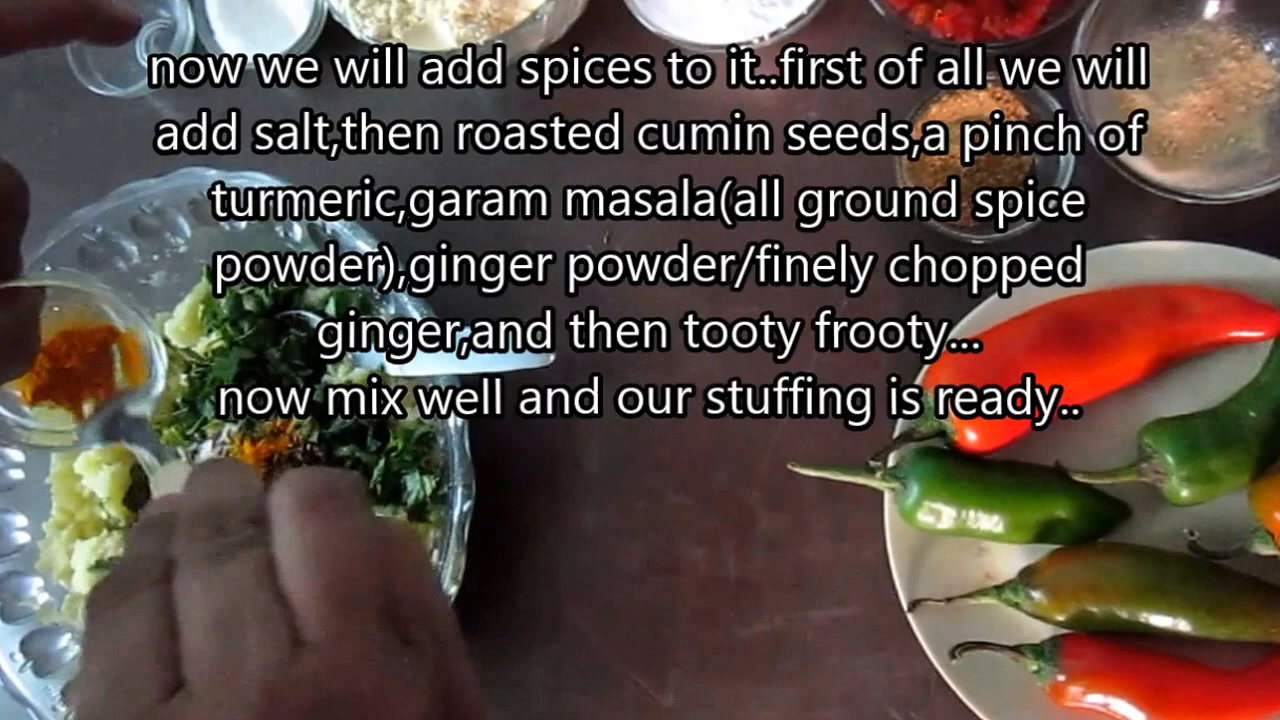 now we will add spices to it..first of all we will
add salt,then roasted cumin seeds,a pinch of
turmeric,garam masala(all ground spice
powder),ginger powder/finely chopped
ginger,and then tooty frooty...
now mix well and our stuffing is ready..